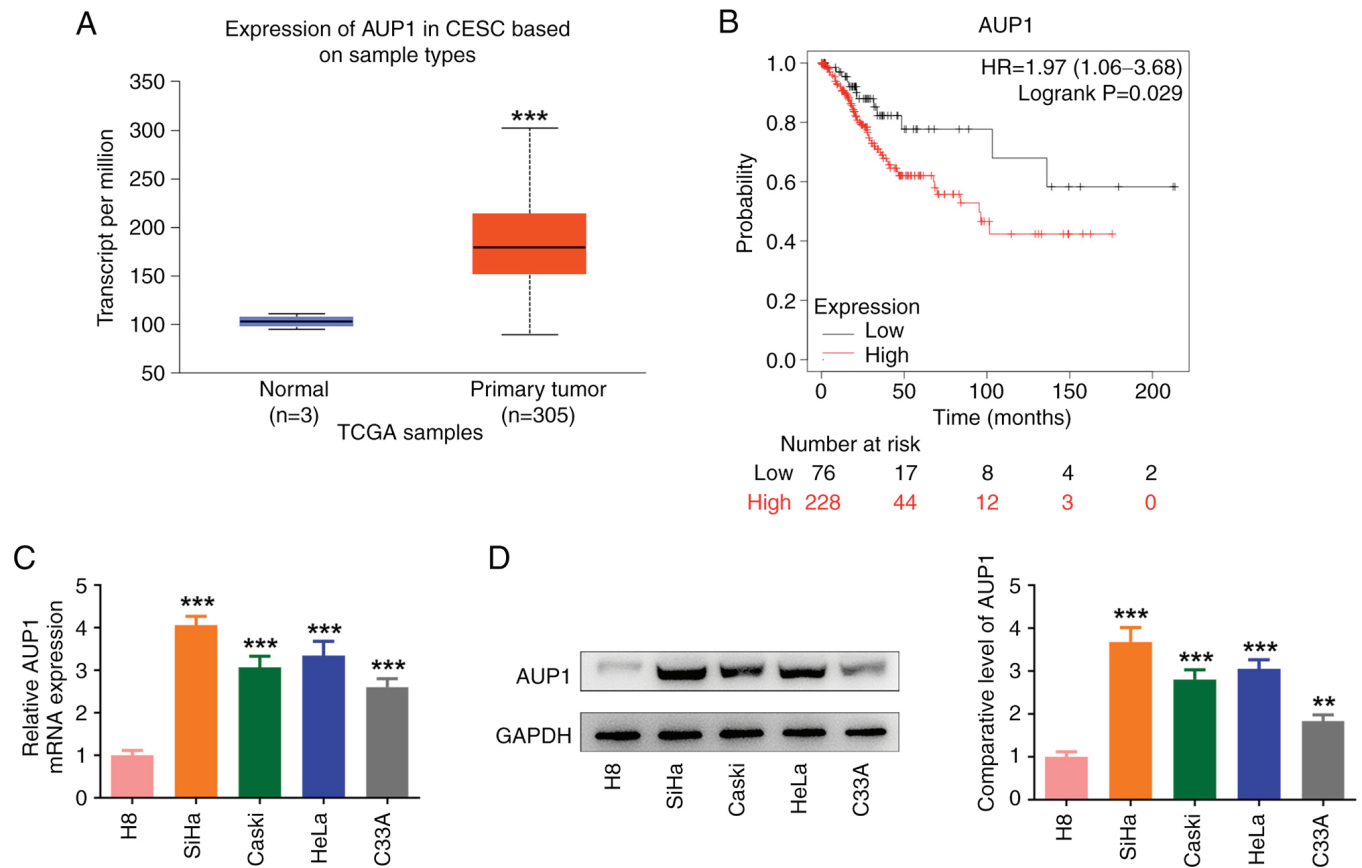 A
Expression of AUP1 in CESC based
on sample types
350
300
250
200
150
100
50
Transcript per million
***
Normal
(n=3)
Primary tumor
(n=305)
TCGA samples
B
AUP1
HR=1.97 (1.06–3.68)
Logrank P=0.029
1.0
0.8
0.6
0.4
0.2
0.0
Probability
Expression
Low
High
0 50 100 150 200
Time (months)
Number at risk
Low 76 17 8 4 2
High 228 44 12 3 0
C
Relative AUP1
mRNA expression
5
4
3
2
1
0
*** *** *** ***
H8 SiHa Caski HeLa C33A
D
AUP1
GAPDH
H8 SiHa Caski HeLa C33A
Comparative level of AUP1
5
4
3
2
1
0
*** *** *** **
H8 SiHa Caski HeLa C33A